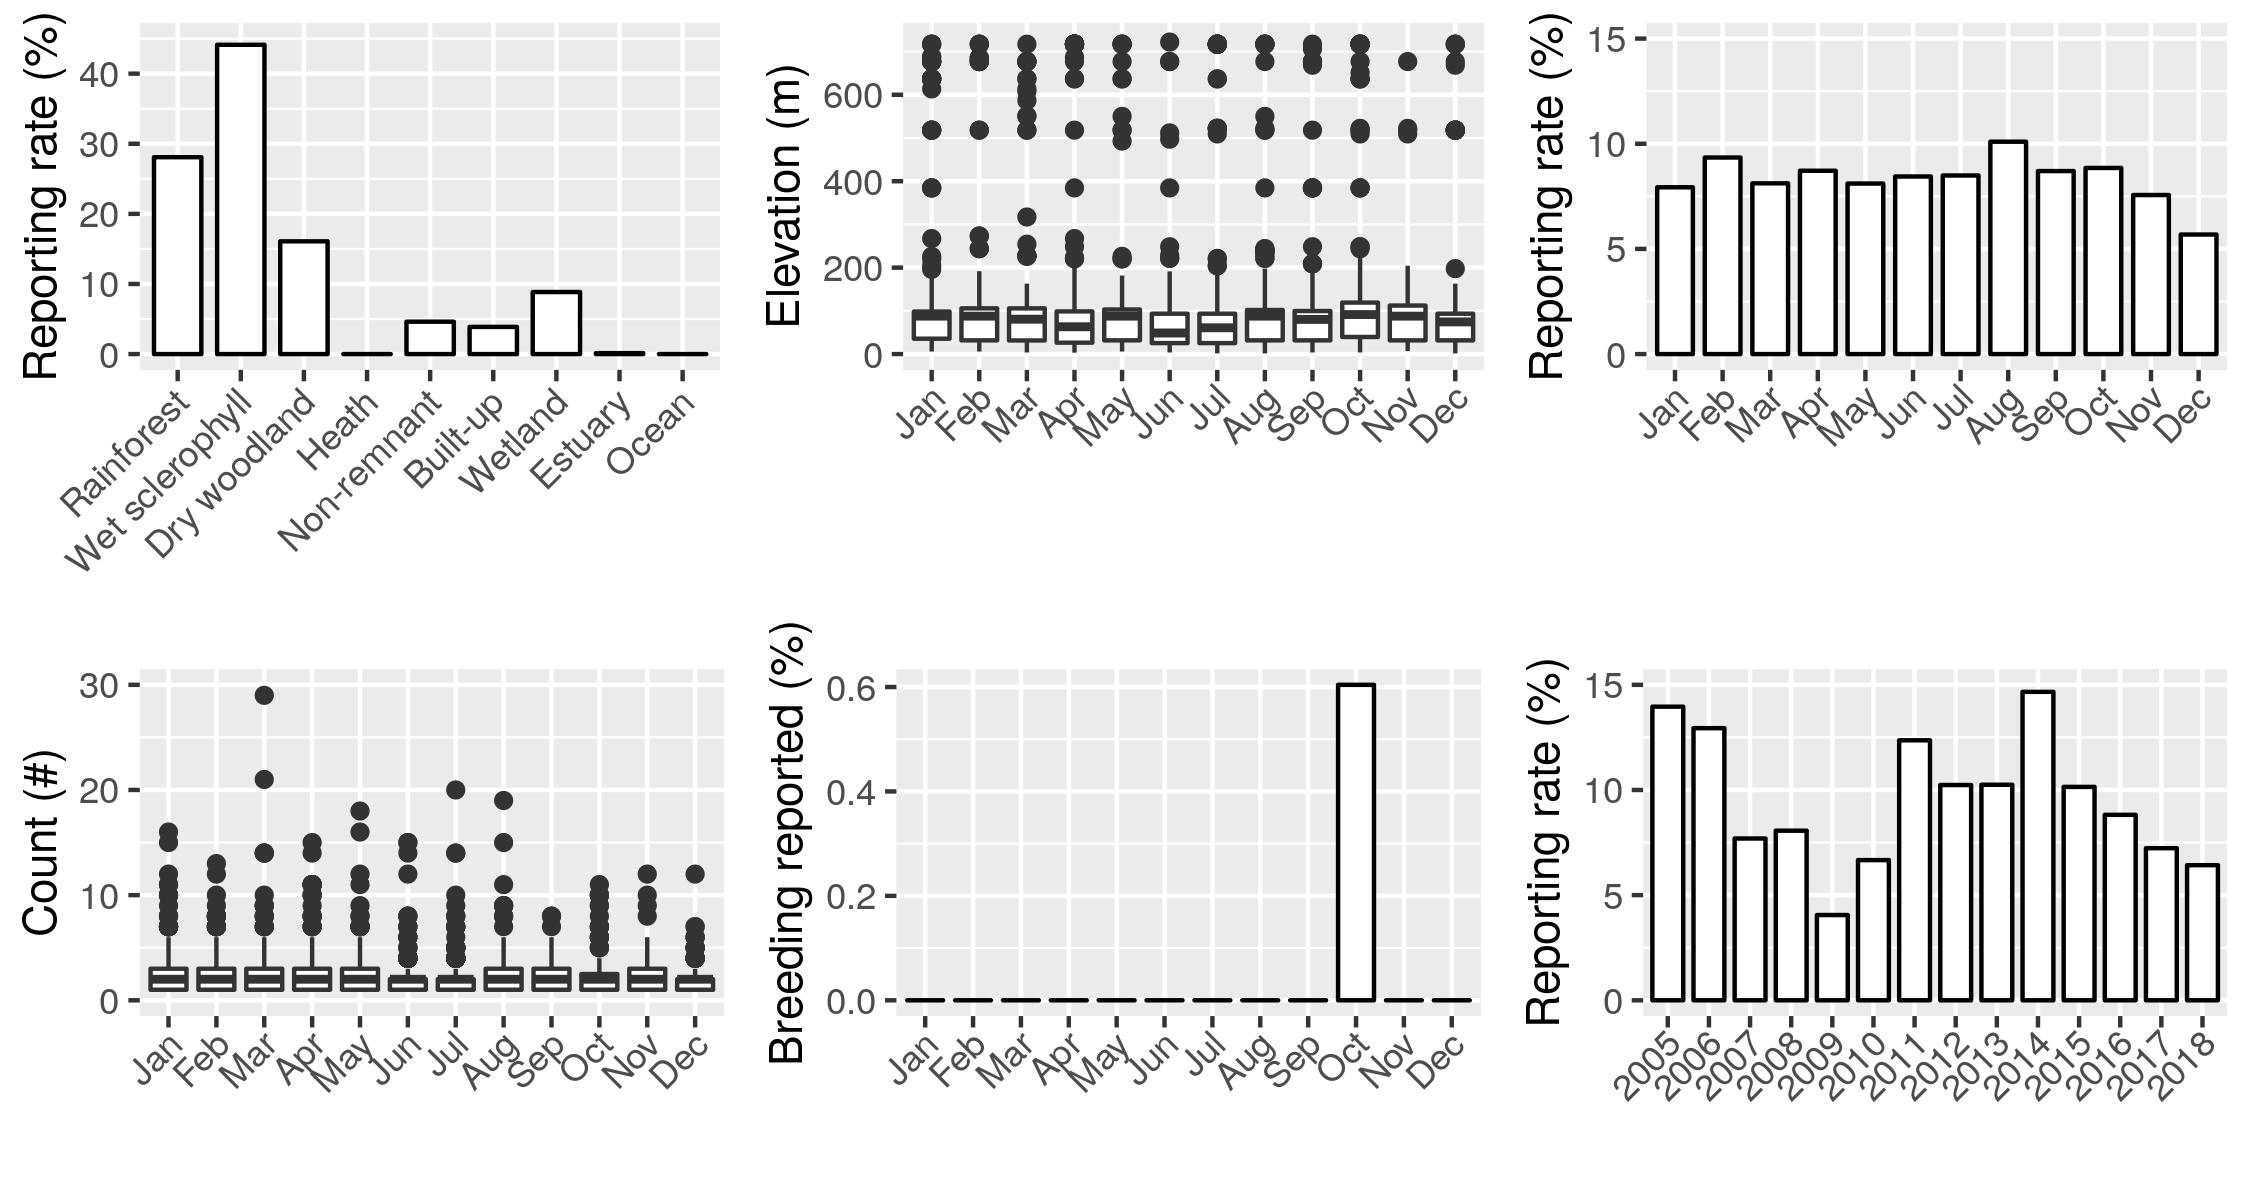 Reporting rate (%)
40
30
20
10
0
Rainforest
Wet sclerophyll
Dry woodland
Heath
Non-remnant
Built-up
Wetland
Estuary
Ocean
Elevation (m)
600
400
200
0
Jan
Feb
Mar
Apr
May
Jun
Jul
Aug
Sep
Oct
Nov
Dec
Reporting rate (%)
15
10
5
0
Jan
Feb
Mar
Apr
May
Jun
Jul
Aug
Sep
Oct
Nov
Dec
Count (#)
30
20
10
0
Jan
Feb
Mar
Apr
May
Jun
Jul
Aug
Sep
Oct
Nov
Dec
Breeding reported (%)
0.6
0.4
0.2
0.0
Jan
Feb
Mar
Apr
May
Jun
Jul
Aug
Sep
Oct
Nov
Dec
Reporting rate (%)
15
10
5
0
2005
2006
2007
2008
2009
2010
2011
2012
2013
2014
2015
2016
2017
2018